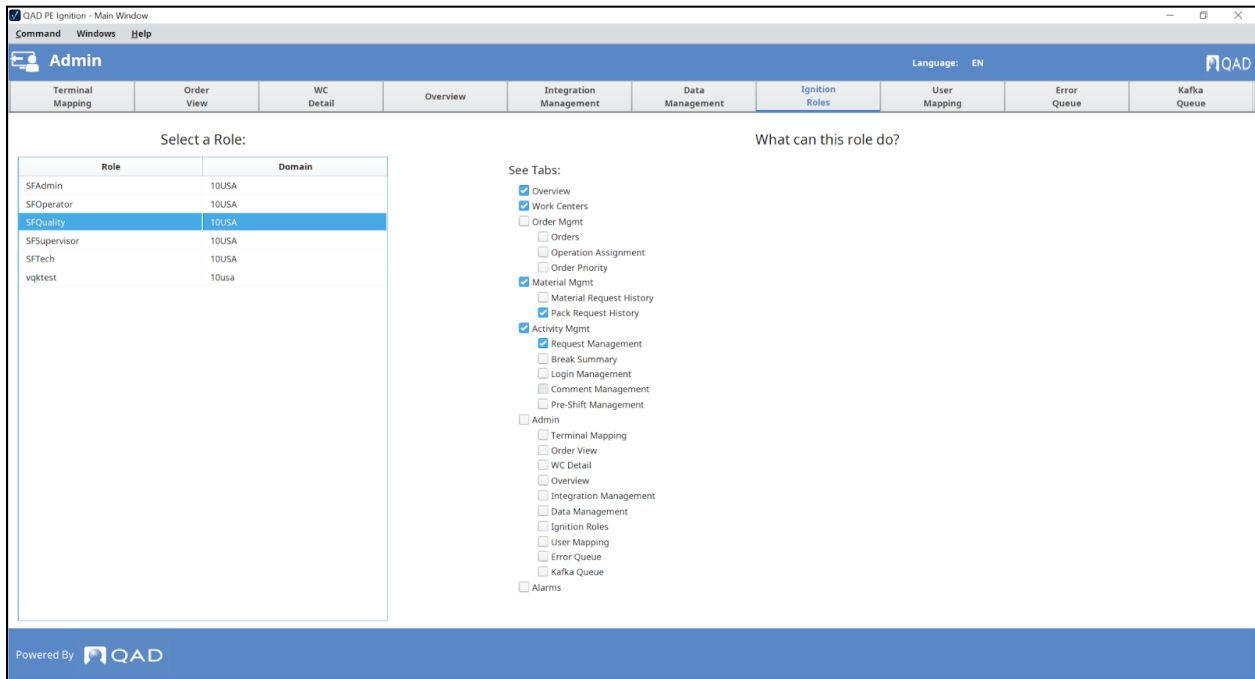 QAD PE Ignition - Main Window
Command Windows Help
Admin
Language: EN
QAD
Terminal Mapping
Order View
WC Detail
Overview
Integration Management
Data Management
Ignition Roles
User Mapping
Error Queue
Kafka Queue
Select a Role:
What can this role do?
Role Domain
SFAdmin 10USA
SFOperator 10USA
SFQuality 10USA
SFSupervisor 10USA
SFTech 10USA
vqktest 10usa
See Tabs:
Overview
Work Centers
Order Mgmt
Orders
Operation Assignment
Order Priority
Material Mgmt
Material Request History
Pack Request History
Activity Mgmt
Request Management
Break Summary
Login Management
Comment Management
Pre-Shift Management
Admin
Terminal Mapping
Order View
WC Detail
Overview
Integration Management
Data Management
Ignition Roles
User Mapping
Error Queue
Kafka Queue
Alarms
Powered By QAD